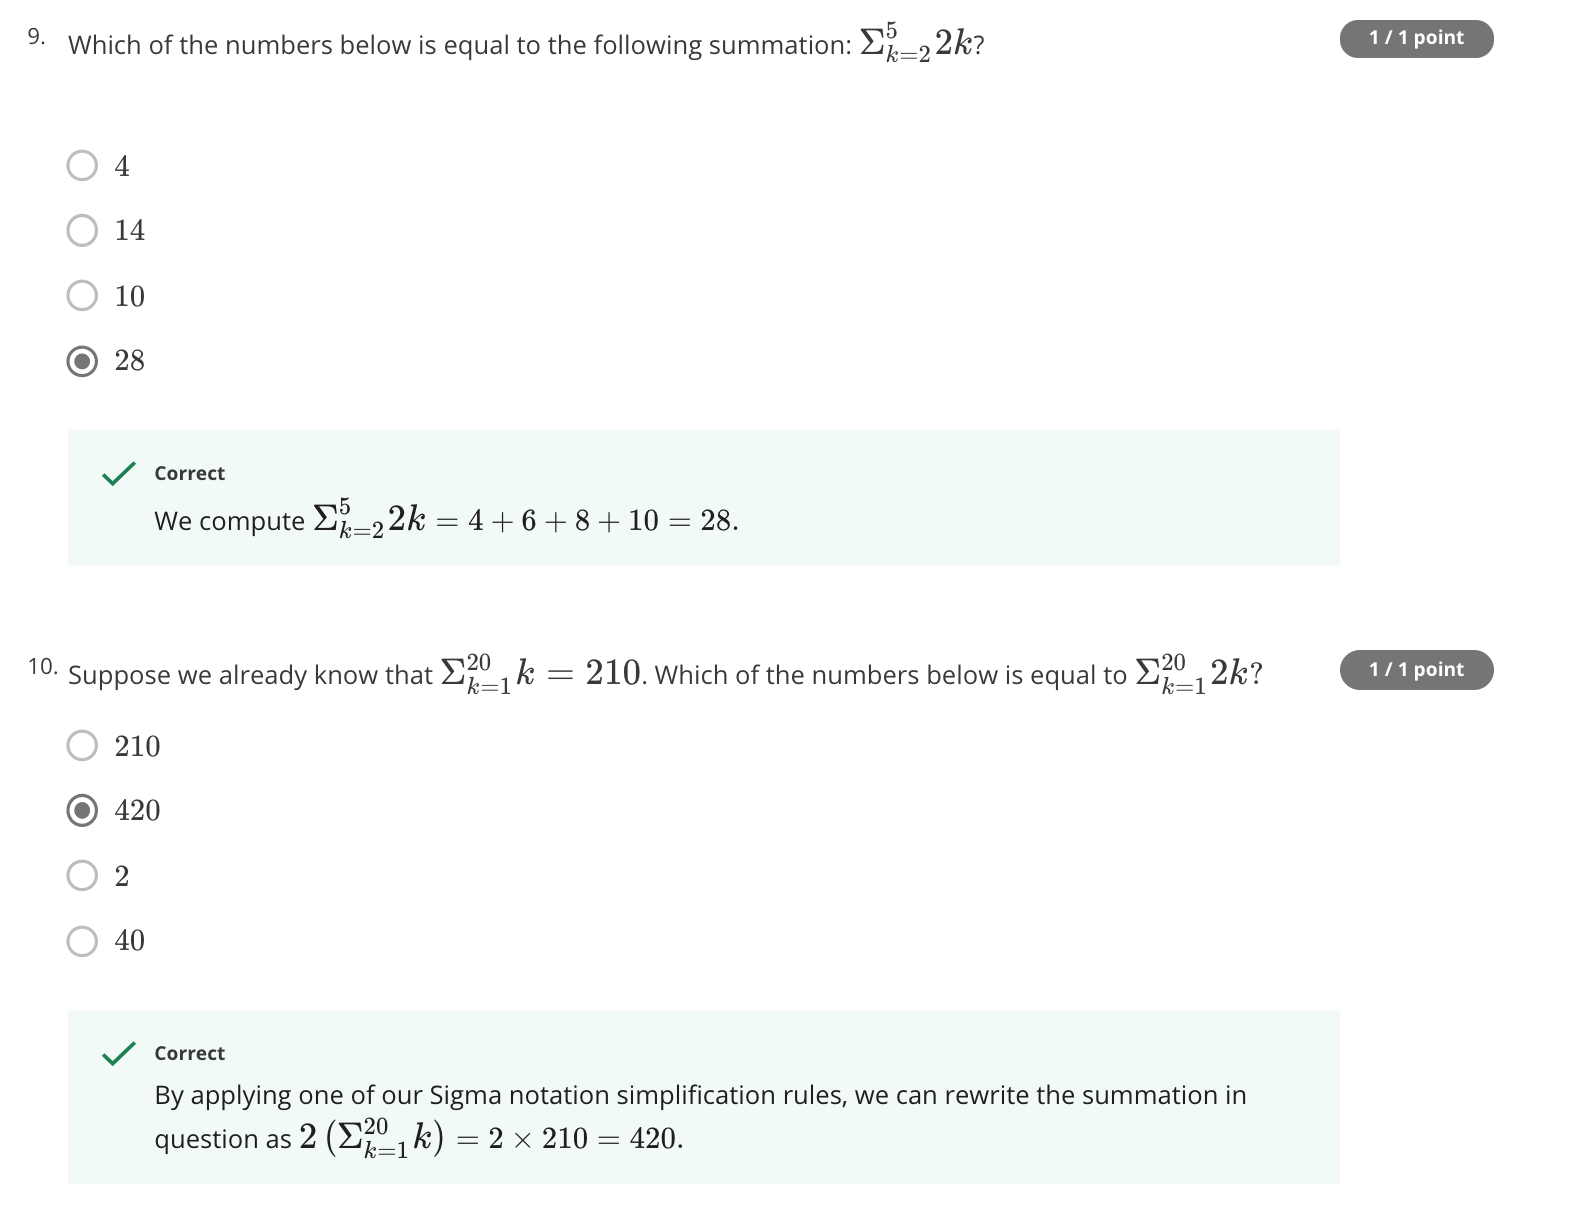 9. Which of the numbers below is equal to the following summation: $\Sigma_{k=2}^{5} 2k$?
1 / 1 point
4
14
10
28
Correct
We compute $\Sigma_{k=2}^{5} 2k = 4 + 6 + 8 + 10 = 28.$
10. Suppose we already know that $\Sigma_{k=1}^{20} k = 210$. Which of the numbers below is equal to $\Sigma_{k=1}^{20} 2k$?
1 / 1 point
210
420
2
40
Correct
By applying one of our Sigma notation simplification rules, we can rewrite the summation in
question as $2 \left(\Sigma_{k=1}^{20} k\right) = 2 \times 210 = 420.$